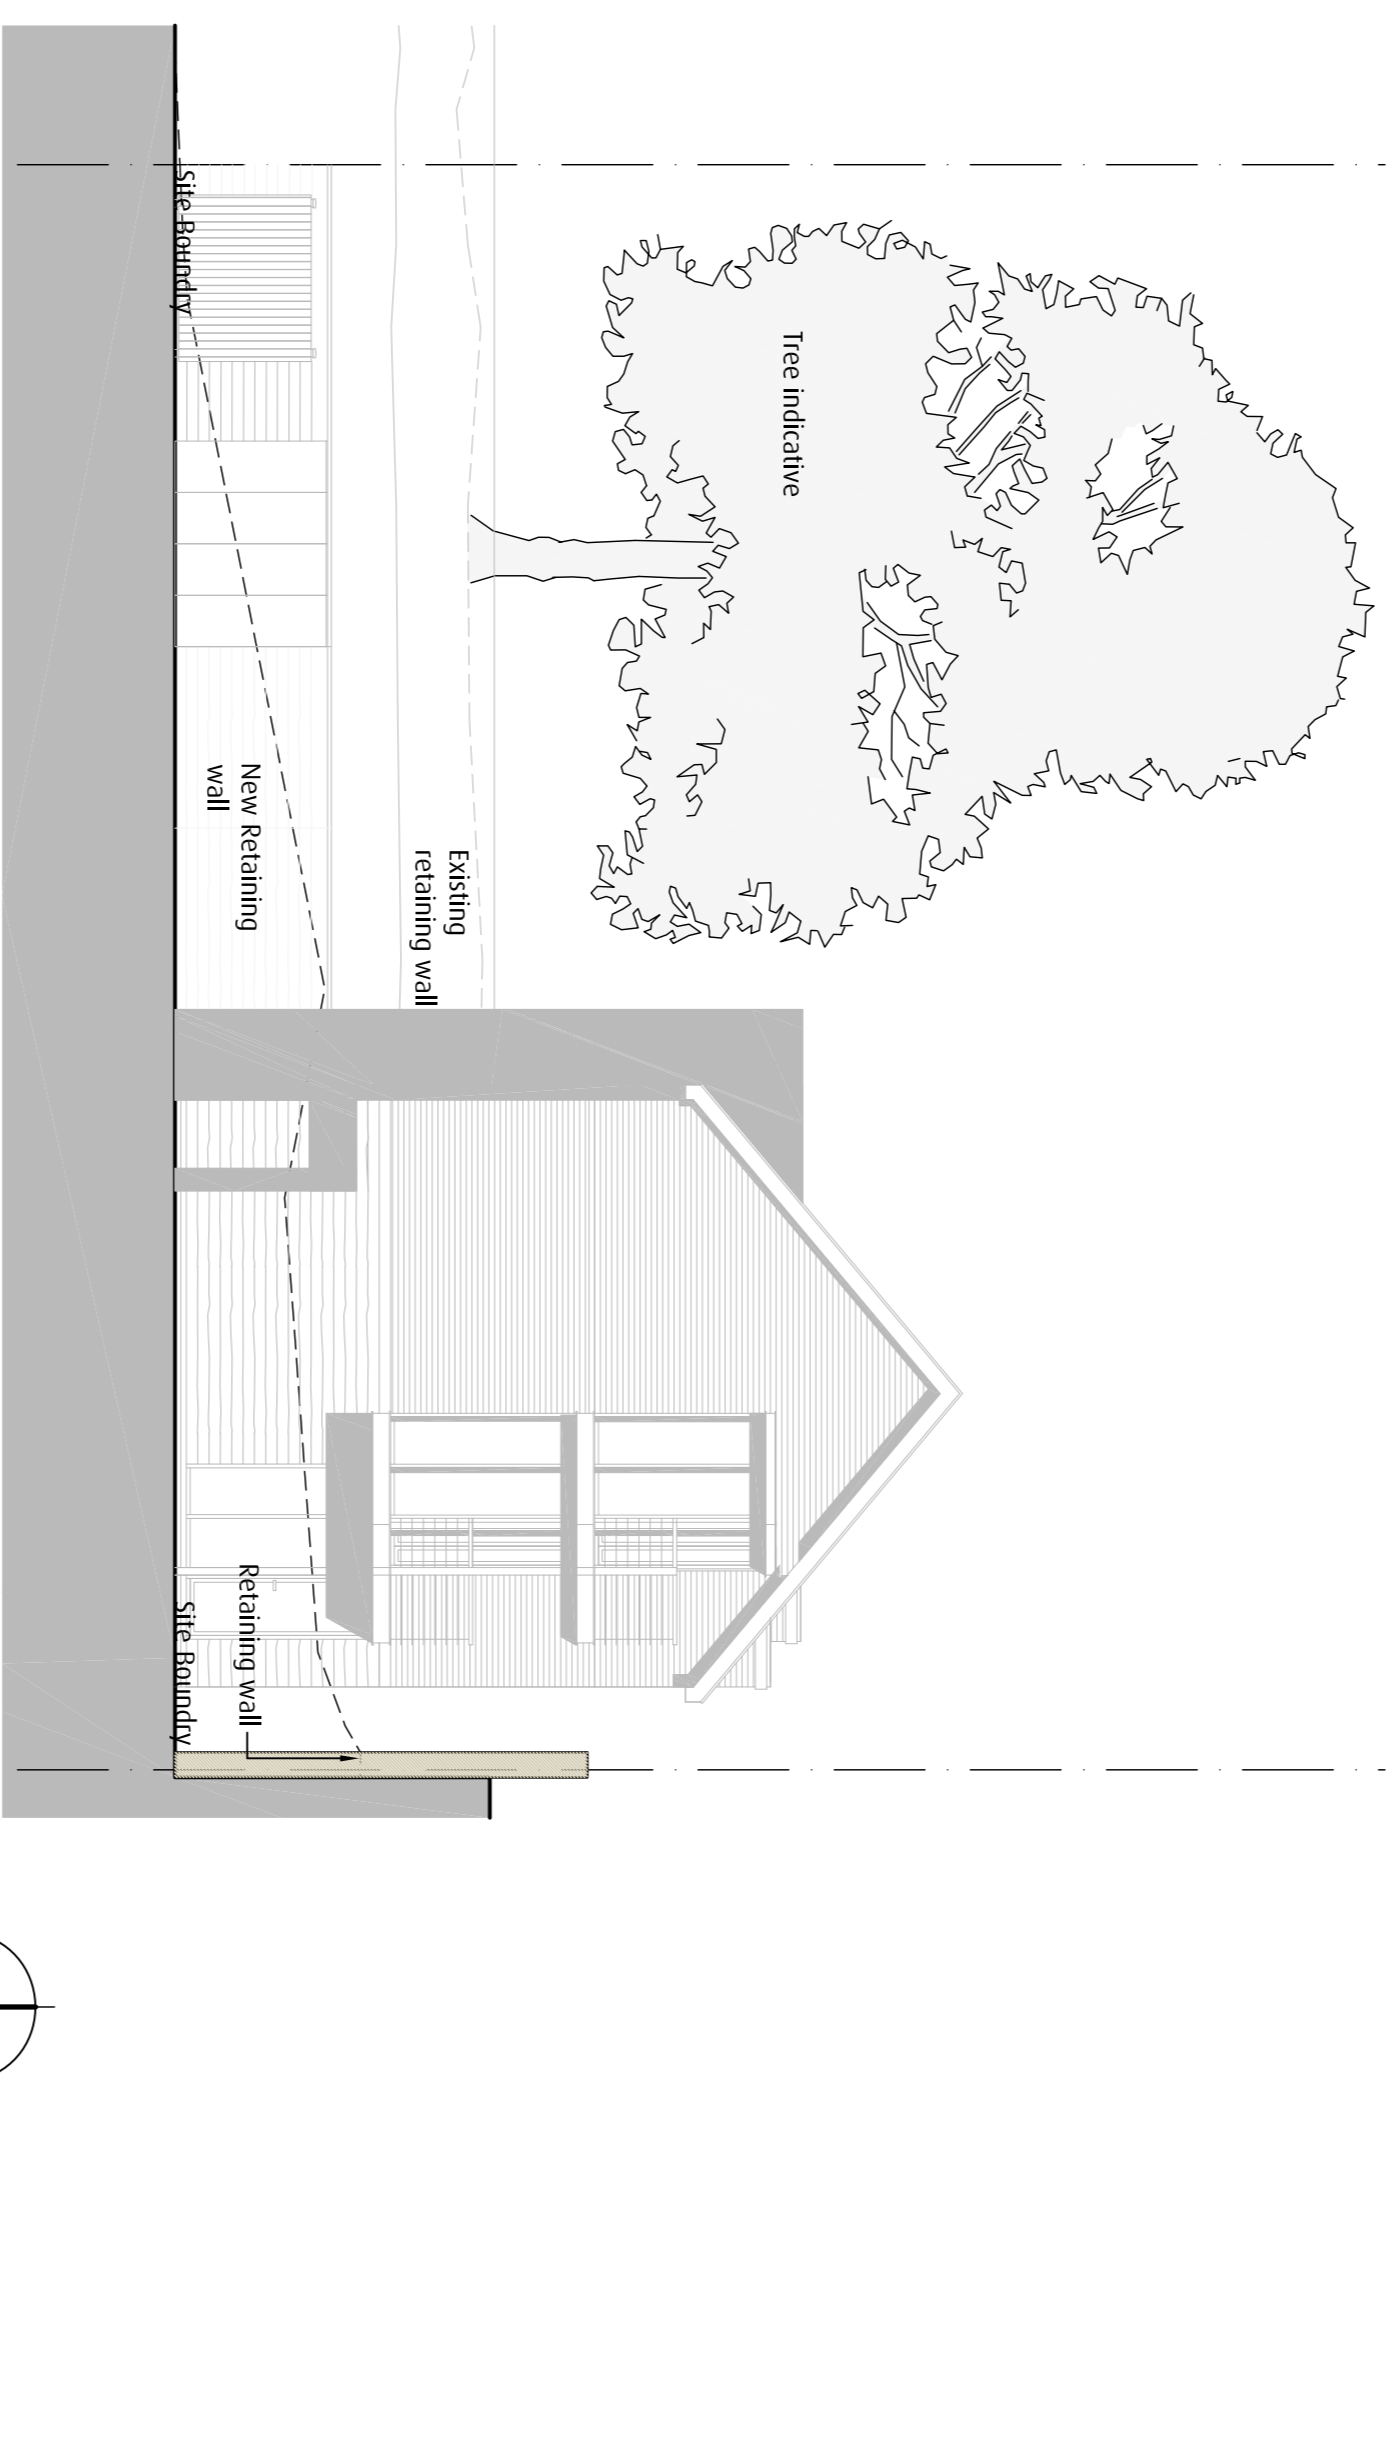 Tree indicative
Existing
retaining wall
New Retaining
wall
Site Boundry
Retaining wall
Site Boundry